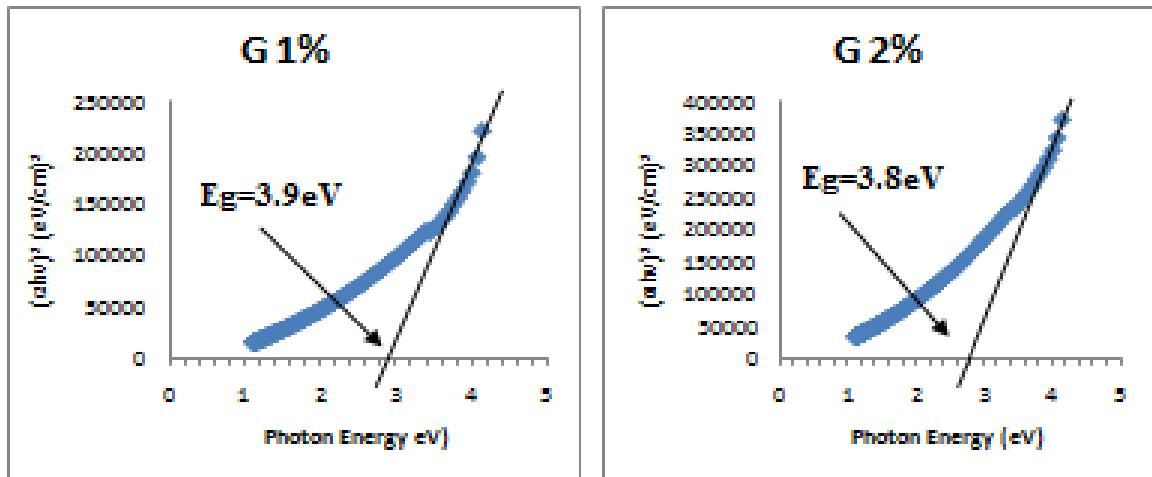 G 1%
250000
200000
150000
100000
50000
0
(αhν)² (ev/cm)²
Eg=3.9eV
0 1 2 3 4 5
Photon Energy eV)
G 2%
400000
350000
300000
250000
200000
150000
100000
50000
0
(αhν)² (eV/cm)²
Eg=3.8eV
0 1 2 3 4 5
Photon Energy (eV)